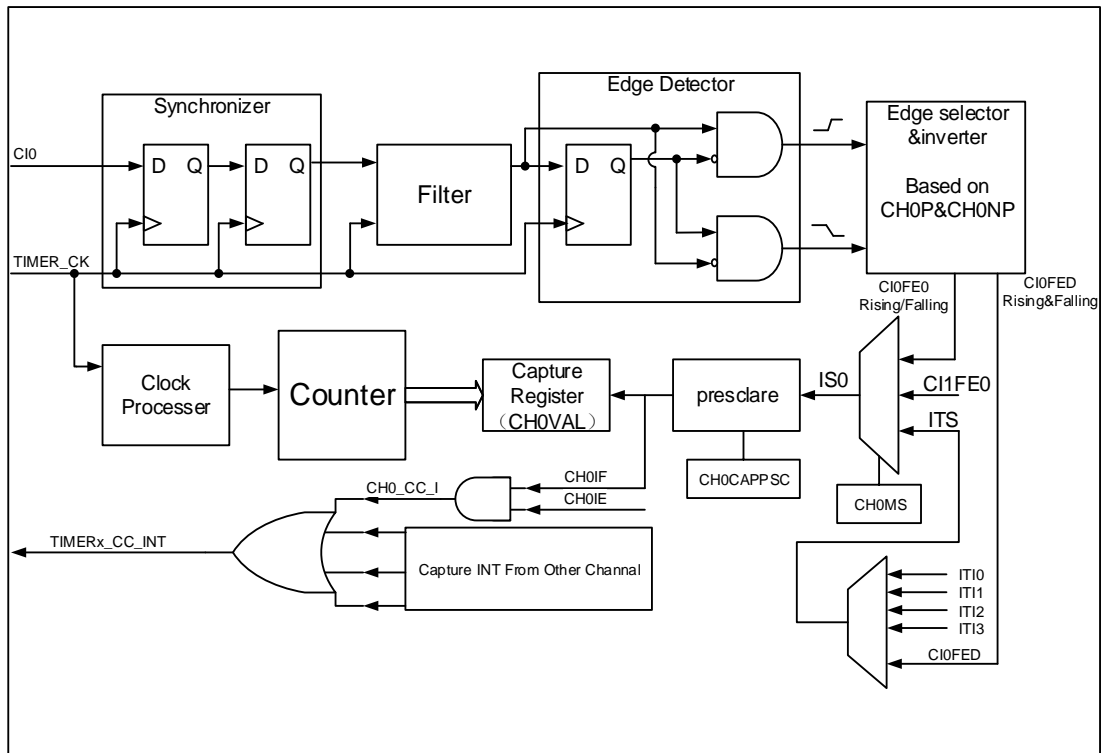 Synchronizer
Edge Detector
CI0
D Q
D Q
Filter
D Q
Edge selector
&inverter
Based on
CH0P&CH0NP
TIMER_CK
CI0FE0
Rising/Falling
CI0FED
Rising&Falling
Clock
Processer
Counter
Capture
Register
（CH0VAL）
presclare
IS0
CI1FE0
ITS
CH0CAPPSC
CH0MS
CH0_CC_I
CH0IF
CH0IE
TIMERx_CC_INT
Capture INT From Other Channel
ITI0
ITI1
ITI2
ITI3
CI0FED